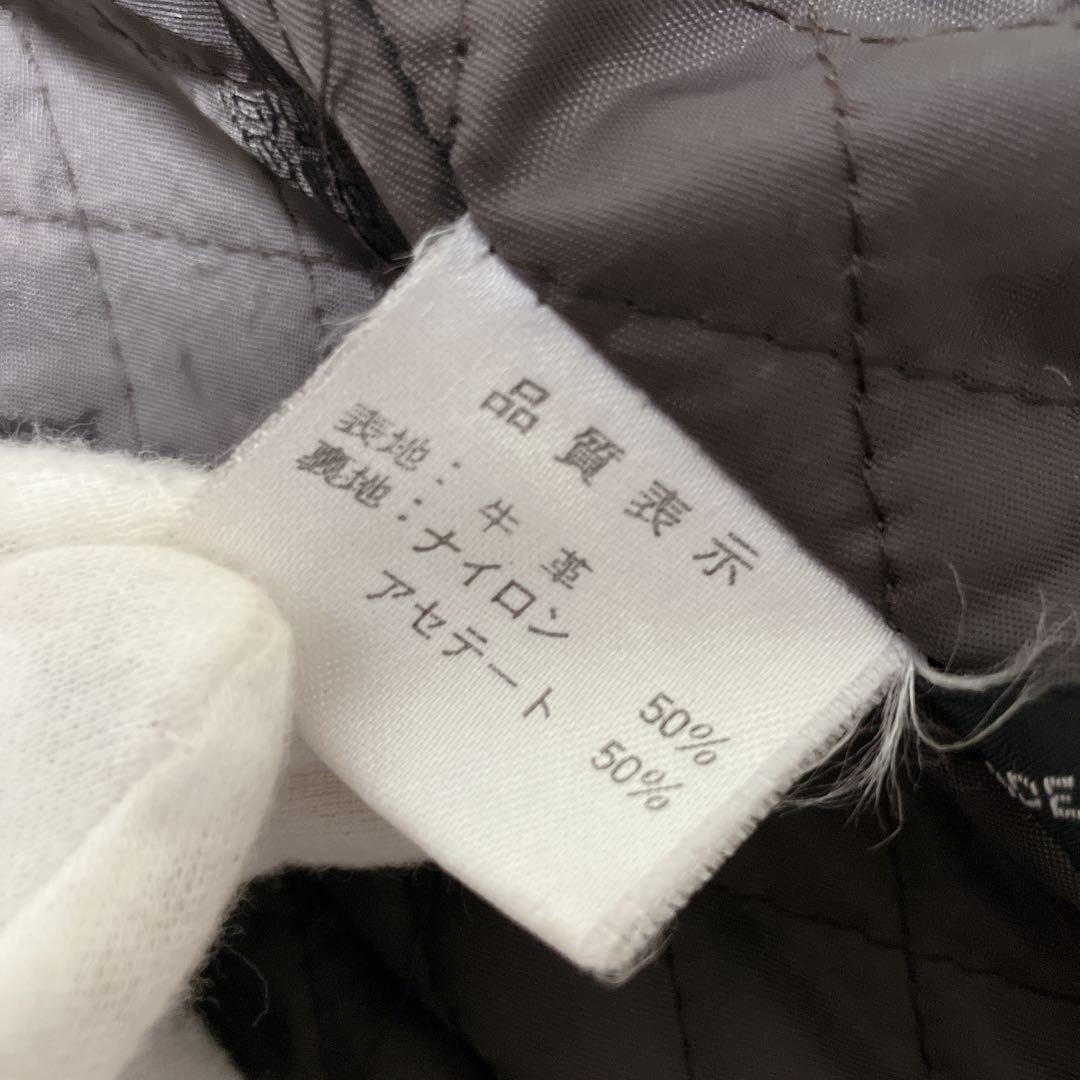 品質表示
表地：牛革
裏地：ナイロン 50%
アセテート 50%